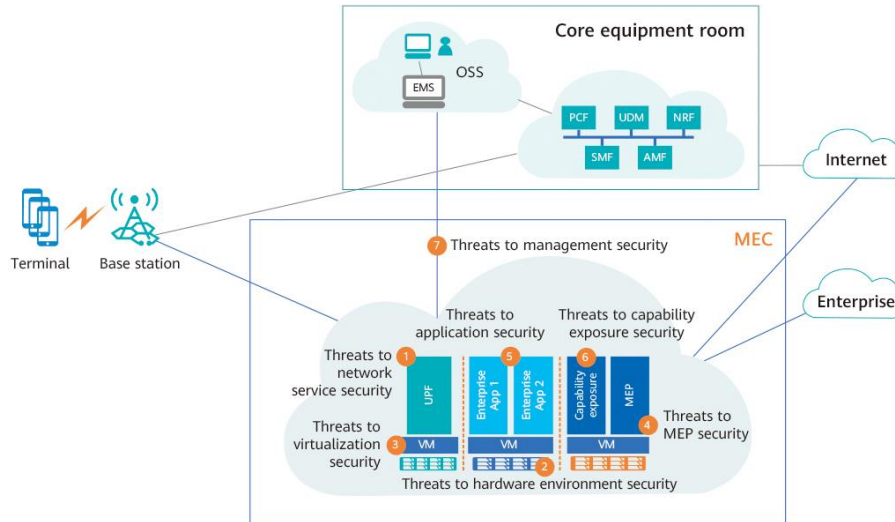 Core equipment room
OSS
EMS
PCF
UDM
NRF
SMF
AMF
Internet
Terminal
Base station
7
Threats to management security
MEC
Enterprise
Threats to
application security
Threats to capability
exposure security
Threats to
network
service security
1
5
6
UPF
Enterprise
App 1
Enterprise
App 2
Capability
exposure
MEP
Threats to
virtualization
security
3
VM
VM
VM
4
Threats to
MEP security
2
Threats to hardware environment security